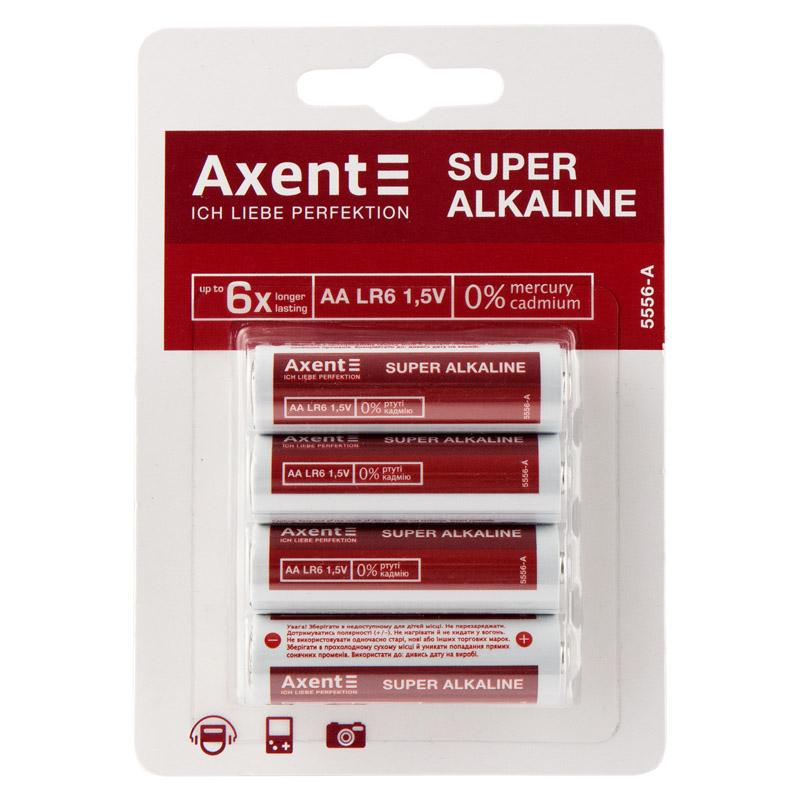 Axent
ICH LIEBE PERFEKTION
SUPER
ALKALINE
up to 6x longer lasting
AA LR6 1,5V
0% mercury cadmium
5556-A
Axent
ICH LIEBE PERFEKTION
SUPER ALKALINE
AA LR6 1,5V
0% ртуті кадмію
5556-A
Axent
ICH LIEBE PERFEKTION
SUPER ALKALINE
AA LR6 1,5V
0% ртуті кадмію
5556-A
Axent
ICH LIEBE PERFEKTION
SUPER ALKALINE
AA LR6 1,5V
0% ртуті кадмію
5556-A
Увага! Зберігати в недоступному для дітей місці. Не перезаряджати.
Дотримуватись полярності (+/–). Не нагрівати й не кидати у вогонь.
Не використовувати одночасно старі, нові або інших торгових марок.
Зберігати в прохолодному сухому місці й уникати попадання прямих
сонячних променів. Використати до: дивись дату на виробі.
– +
Axent
ICH LIEBE PERFEKTION
SUPER ALKALINE